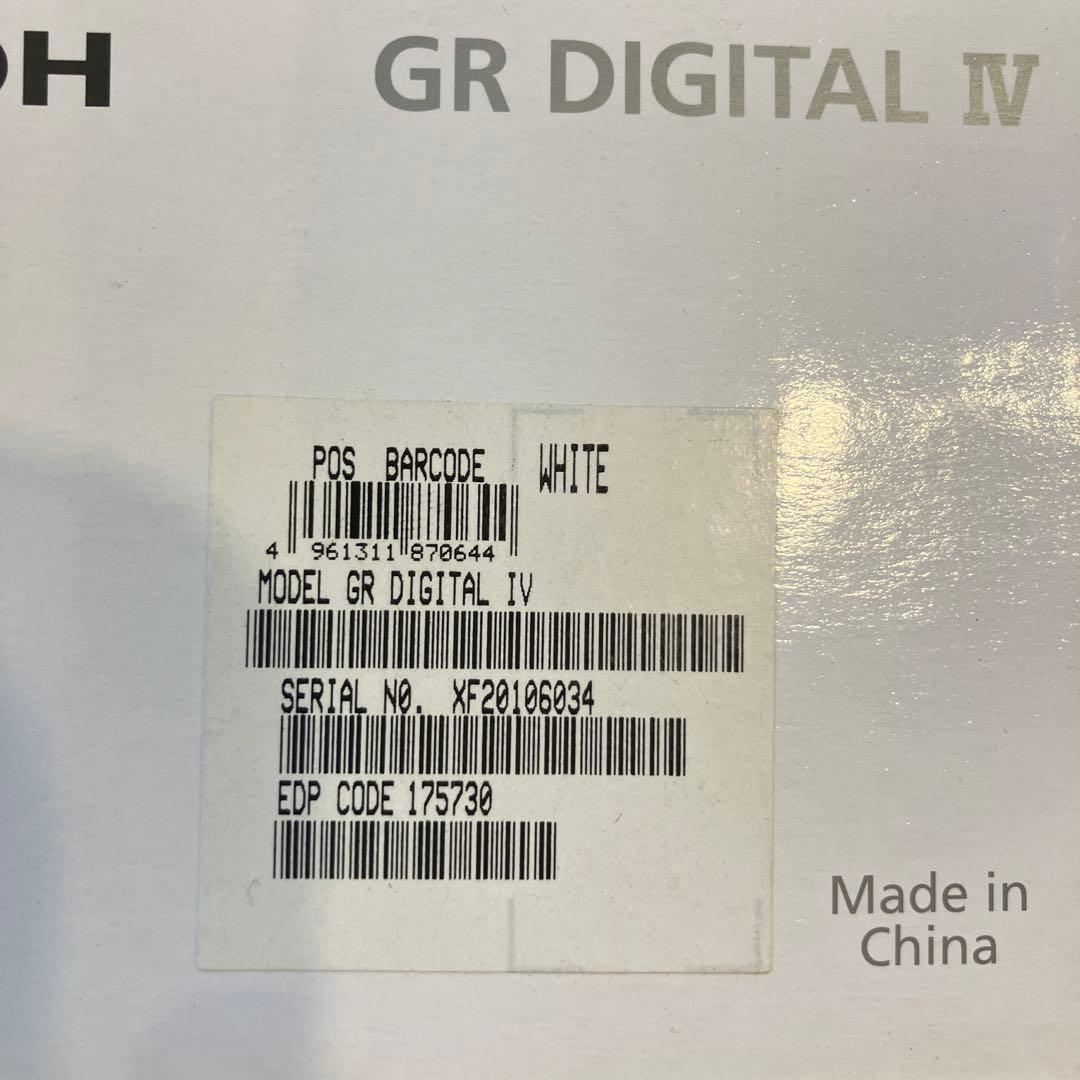 OH GR DIGITAL IV
POS BARCODE WHITE
4 961311 870644
MODEL GR DIGITAL IV
SERIAL NO. XF20106034
EDP CODE 175730
Made in
China